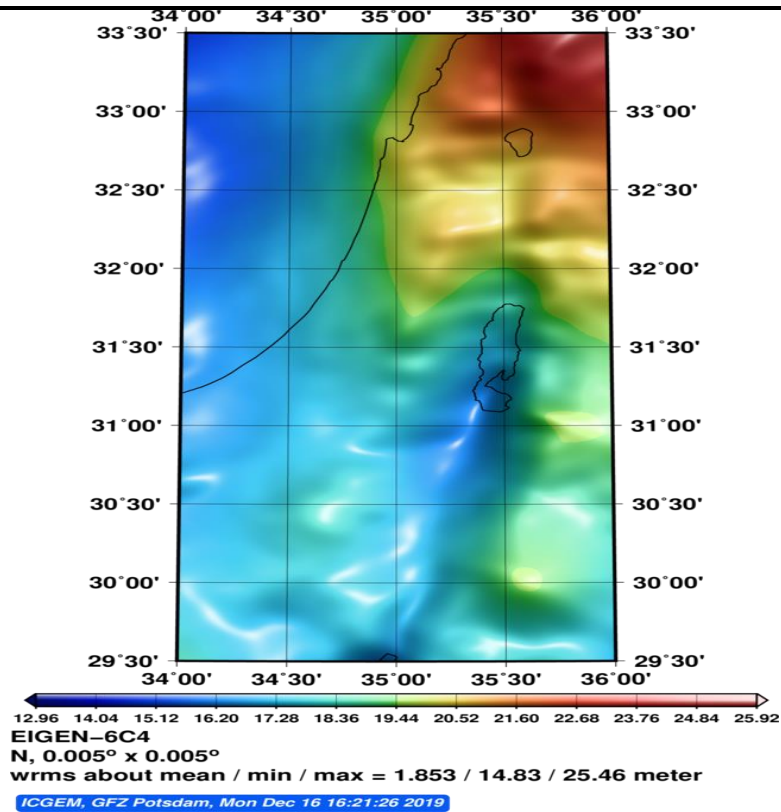 34˚00' 34˚30' 35˚00' 35˚30' 36˚00'
33˚30' 33˚30'
33˚00' 33˚00'
32˚30' 32˚30'
32˚00' 32˚00'
31˚30' 31˚30'
31˚00' 31˚00'
30˚30' 30˚30'
30˚00' 30˚00'
29˚30' 29˚30'
34˚00' 34˚30' 35˚00' 35˚30' 36˚00'
12.96 14.04 15.12 16.20 17.28 18.36 19.44 20.52 21.60 22.68 23.76 24.84 25.92
EIGEN−6C4
N, 0.005º x 0.005º
wrms about mean / min / max = 1.853 / 14.83 / 25.46 meter
ICGEM, GFZ Potsdam, Mon Dec 16 16:21:26 2019